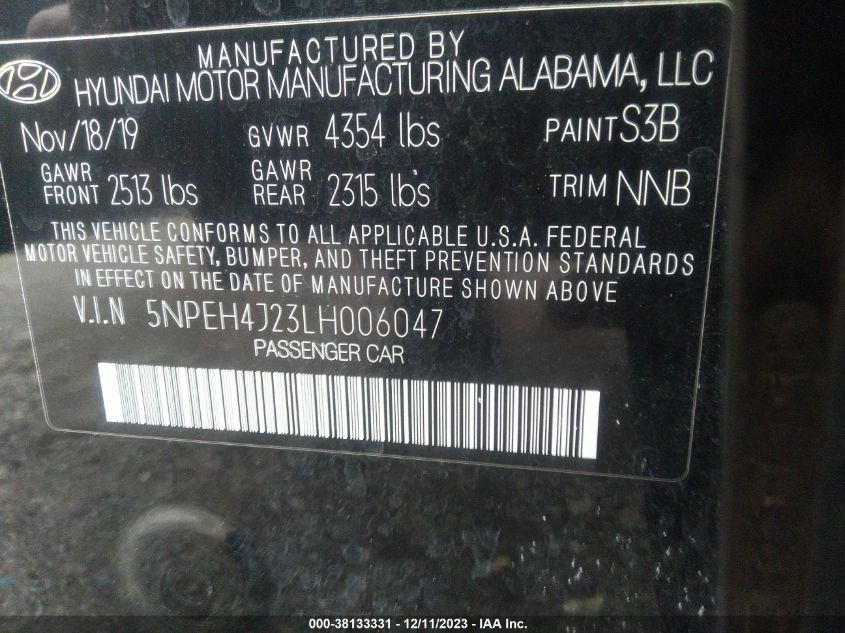 MANUFACTURED BY
HYUNDAI MOTOR MANUFACTURING ALABAMA, LLC
Nov/18/19 GVWR 4354 lbs PAINT S3B
GAWR FRONT 2513 lbs GAWR REAR 2315 lbs TRIM NNB
THIS VEHICLE CONFORMS TO ALL APPLICABLE U.S.A. FEDERAL
MOTOR VEHICLE SAFETY, BUMPER, AND THEFT PREVENTION STANDARDS
IN EFFECT ON THE DATE OF MANUFACTURE SHOWN ABOVE
V.I.N 5NPEH4J23LH006047
PASSENGER CAR
000-38133331 - 12/11/2023 - IAA Inc.